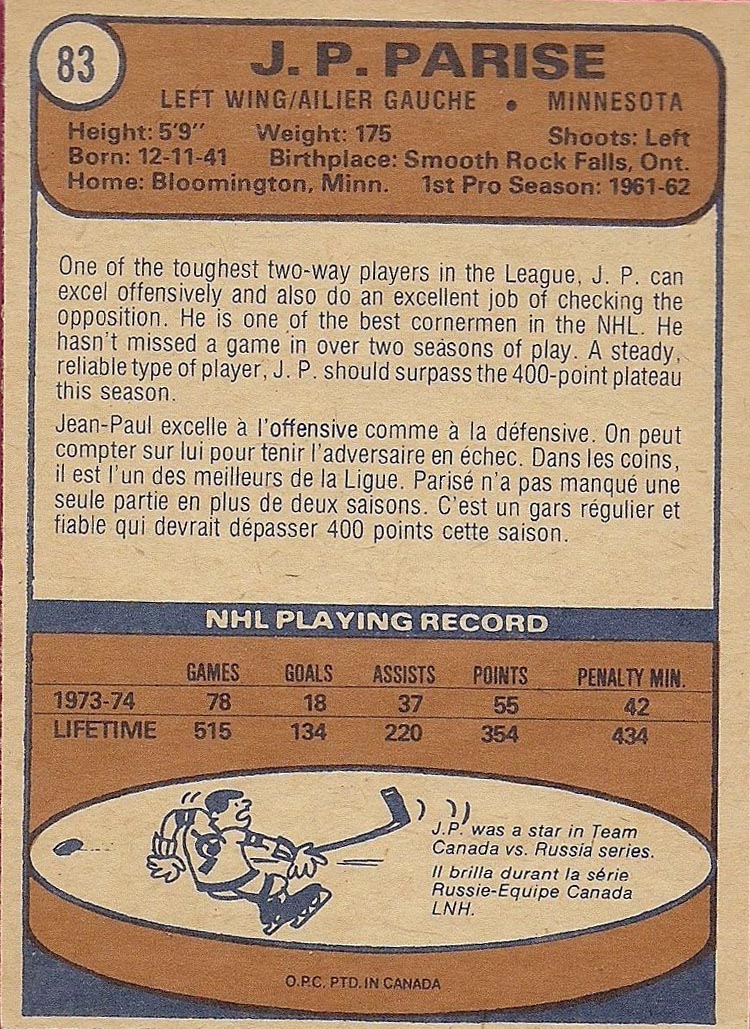 83
J. P. PARISE
LEFT WING/AILIER GAUCHE • MINNESOTA
Height: 5'9" Weight: 175 Shoots: Left
Born: 12-11-41 Birthplace: Smooth Rock Falls, Ont.
Home: Bloomington, Minn. 1st Pro Season: 1961-62
One of the toughest two-way players in the League, J. P. can
excel offensively and also do an excellent job of checking the
opposition. He is one of the best cornermen in the NHL. He
hasn't missed a game in over two seasons of play. A steady,
reliable type of player, J. P. should surpass the 400-point plateau
this season.
Jean-Paul excelle à l'offensive comme à la défensive. On peut
compter sur lui pour tenir l'adversaire en échec. Dans les coins,
il est l'un des meilleurs de la Ligue. Parisé n'a pas manqué une
seule partie en plus de deux saisons. C'est un gars régulier et
fiable qui devrait dépasser 400 points cette saison.
NHL PLAYING RECORD
GAMES GOALS ASSISTS POINTS PENALTY MIN.
1973-74 78 18 37 55 42
LIFETIME 515 134 220 354 434
J.P. was a star in Team
Canada vs. Russia series.
Il brilla durant la série
Russie-Equipe Canada
LNH.
O.P.C. PTD. IN CANADA